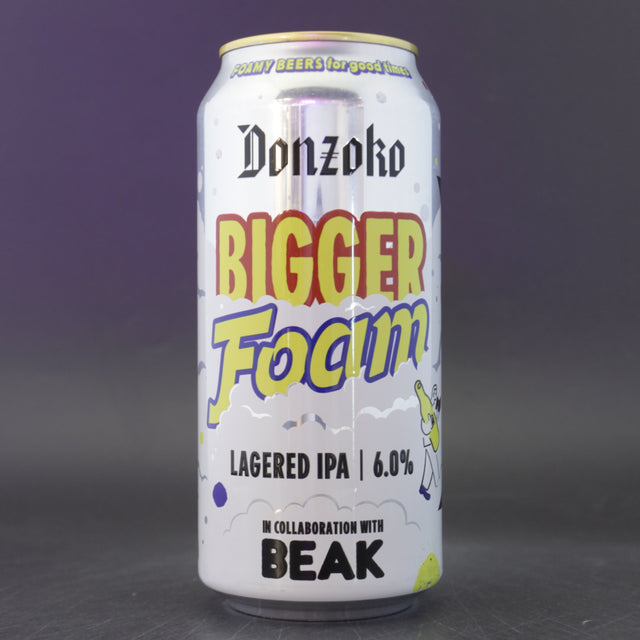 FOAMY BEERS for good times
Donzoko
BIGGER
Foam
LAGERED IPA | 6.0%
IN COLLABORATION WITH
BEAK